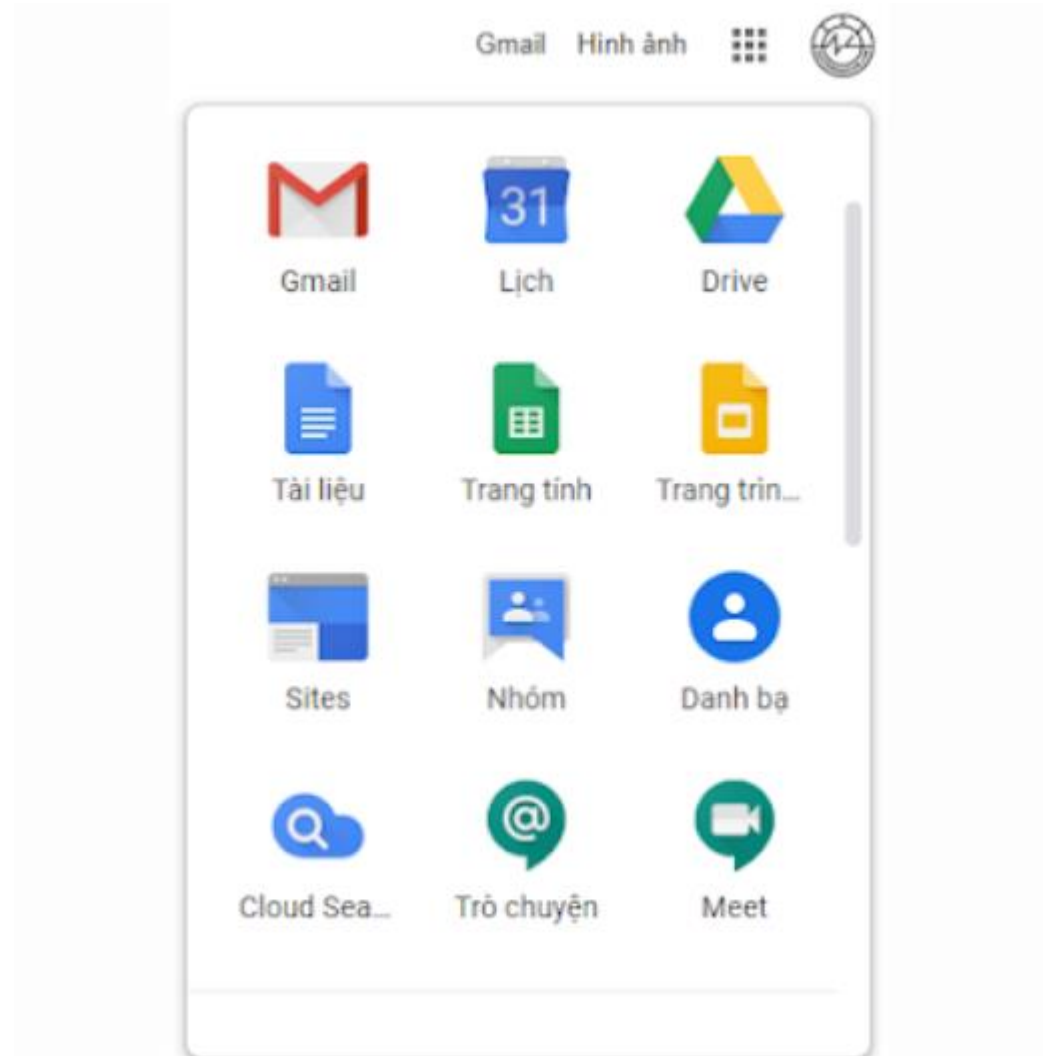 Gmail Hình ảnh
31
Gmail Lịch Drive
Tài liệu Trang tính Trang trìn...
Sites Nhóm Danh bạ
@
Cloud Sea... Trò chuyện Meet